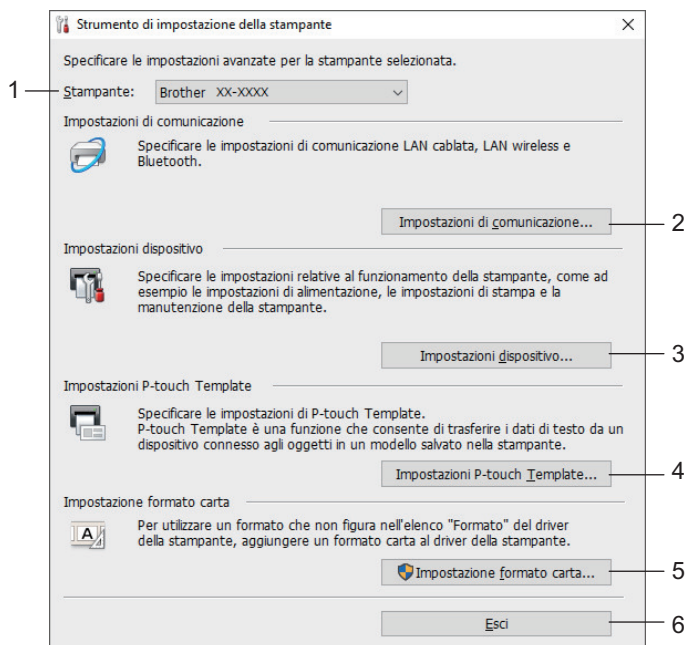 Strumento di impostazione della stampante
Specificare le impostazioni avanzate per la stampante selezionata.
1
Stampante: Brother XX-XXXX
Impostazioni di comunicazione
Specificare le impostazioni di comunicazione LAN cablata, LAN wireless e
Bluetooth.
Impostazioni di comunicazione...
2
Impostazioni dispositivo
Specificare le impostazioni relative al funzionamento della stampante, come ad
esempio le impostazioni di alimentazione, le impostazioni di stampa e la
manutenzione della stampante.
Impostazioni dispositivo...
3
Impostazioni P-touch Template
Specificare le impostazioni di P-touch Template.
P-touch Template è una funzione che consente di trasferire i dati di testo da un
dispositivo connesso agli oggetti in un modello salvato nella stampante.
Impostazioni P-touch Template...
4
Impostazione formato carta
A
Per utilizzare un formato che non figura nell'elenco "Formato" del driver
della stampante, aggiungere un formato carta al driver della stampante.
Impostazione formato carta...
5
Esci
6